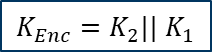 K_Enc = K_2|| K_1